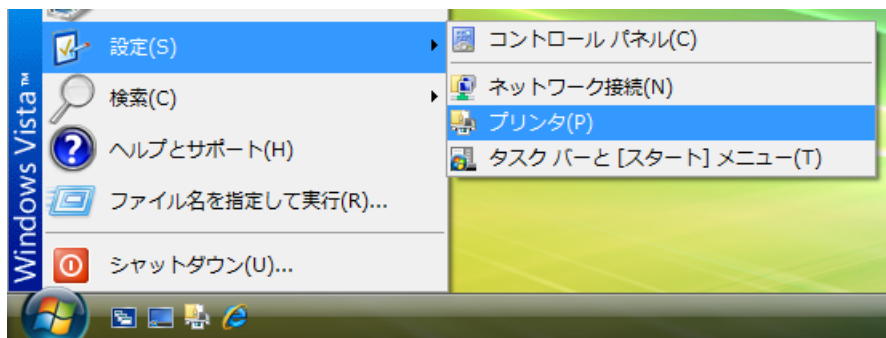 設定(S)
検索(C)
ヘルプとサポート(H)
ファイル名を指定して実行(R)...
シャットダウン(U)...
コントロール パネル(C)
ネットワーク接続(N)
プリンタ(P)
タスク バーと [スタート] メニュー(T)
Windows Vista™